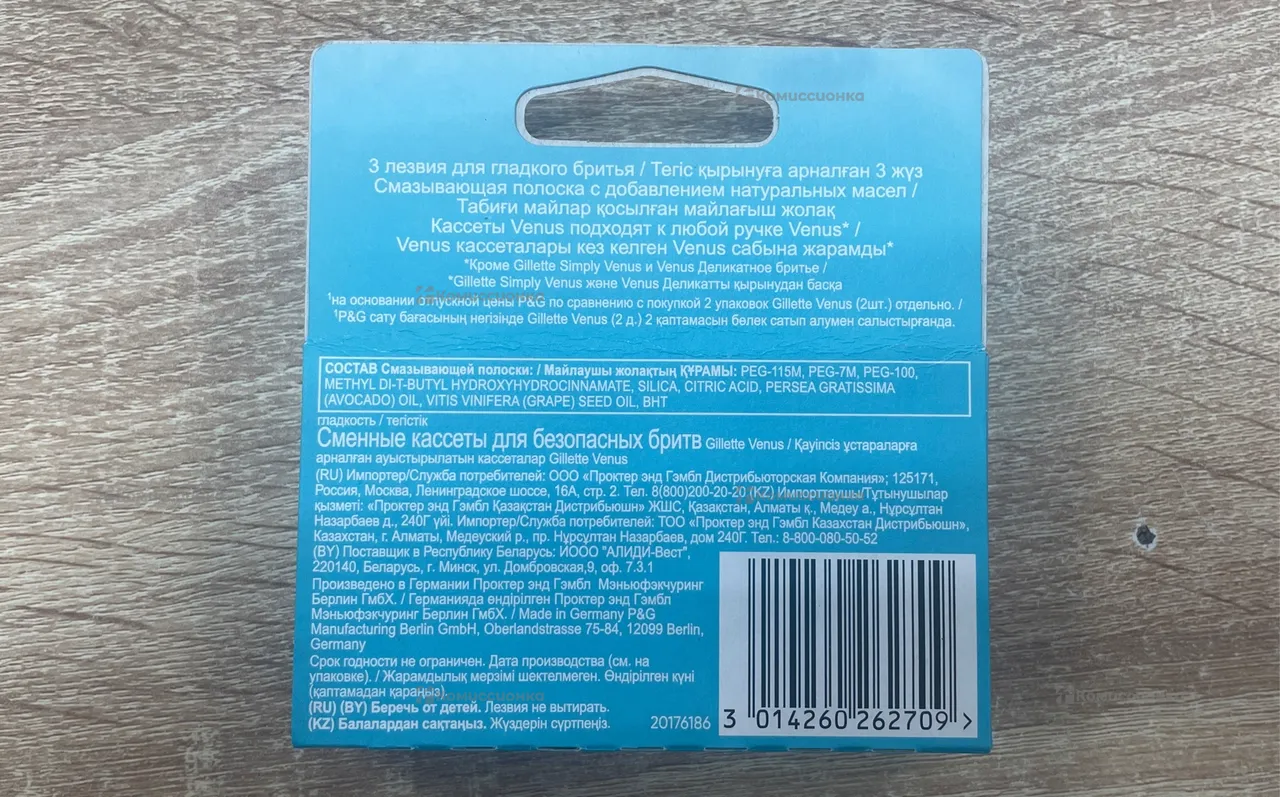 Комиссионка
3 лезвия для гладкого бритья / Тегіс қырынуға арналған 3 жүз
Смазывающая полоска с добавлением натуральных масел /
Табиғи майлар қосылған майлағыш жолақ
Кассеты Venus подходят к любой ручке Venus* /
Venus кассеталары кез келген Venus сабына жарамды*
*Кроме Gillette Simply Venus и Venus Деликатное бритье /
*Gillette Simply Venus және Venus Деликатты қырынудан басқа
Комиссионка
¹на основании отпускной цены P&G по сравнению с покупкой 2 упаковок Gillette Venus (2шт.) отдельно. /
¹P&G сату бағасының негізінде Gillette Venus (2 д.) 2 қаптамасын бөлек сатып алумен салыстырғанда.
СОСТАВ Смазывающей полоски: / Майлаушы жолақтың ҚҰРАМЫ: PEG-115M, PEG-7M, PEG-100,
METHYL DI-T-BUTYL HYDROXYHYDROCINNAMATE, SILICA, CITRIC ACID, PERSEA GRATISSIMA
(AVOCADO) OIL, VITIS VINIFERA (GRAPE) SEED OIL, BHT
гладкость / тегістік
Сменные кассеты для безопасных бритв Gillette Venus / Қауіпсіз ұстараларға
арналған ауыстырылатын кассеталар Gillette Venus
(RU) Импортер/Служба потребителей: ООО «Проктер энд Гэмбл Дистрибьюторская Компания»; 125171,
Россия, Москва, Ленинградское шоссе, 16А, стр. 2. Тел. 8(800)200-20-20 (KZ) Импорттаушы/Тұтынушылар
қызметі: «Проктер энд Гэмбл Қазақстан Дистрибьюшн» ЖШС, Қазақстан, Алматы қ., Медеу а., Нұрсұлтан
Назарбаев д., 240Г үйі. Импортер/Служба потребителей: ТОО «Проктер энд Гэмбл Казахстан Дистрибьюшн»,
Казахстан, г. Алматы, Медеуский р., пр. Нұрсұлтан Назарбаев, дом 240Г. Тел.: 8-800-080-50-52
(BY) Поставщик в Республику Беларусь: ИООО "АЛИДИ-Вест",
220140, Беларусь, г. Минск, ул. Домбровская,9, оф. 7.3.1
Произведено в Германии Проктер энд Гэмбл Мэньюфэкчуринг
Берлин ГмбХ. / Германияда өндірілген Проктер энд Гэмбл
Мэньюфэкчуринг Берлин ГмбХ. / Made in Germany P&G
Manufacturing Berlin GmbH, Oberlandstrasse 75-84, 12099 Berlin,
Germany
Срок годности не ограничен. Дата производства (см. на
упаковке). / Жарамдылық мерзімі шектелмеген. Өндірілген күні
(қаптамадан қараңыз).
Комиссионка
(RU) (BY) Беречь от детей. Лезвия не вытирать.
(KZ) Балалардан сақтаңыз. Жүздерін сүртпеңіз.
20176186
3 014260 262709 >
Комиссионка